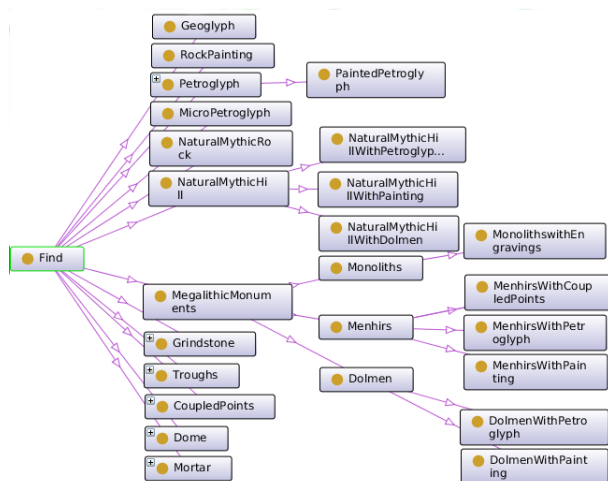 Geoglyph
RockPainting
Petroglyph
PaintedPetrogly
ph
MicroPetroglyph
NaturalMythicRo
ck
NaturalMythicHi
llWithPetroglyp...
NaturalMythicHi
ll
NaturalMythicHi
llWithPainting
NaturalMythicHi
llWithDolmen
MonolithswithEn
gravings
Find
Monoliths
MegalithicMonum
ents
MenhirsWithCoup
ledPoints
Menhirs
MenhirsWithPetr
oglyph
Grindstone
MenhirsWithPain
ting
Troughs
Dolmen
CoupledPoints
DolmenWithPetro
glyph
Dome
DolmenWithPaint
ing
Mortar